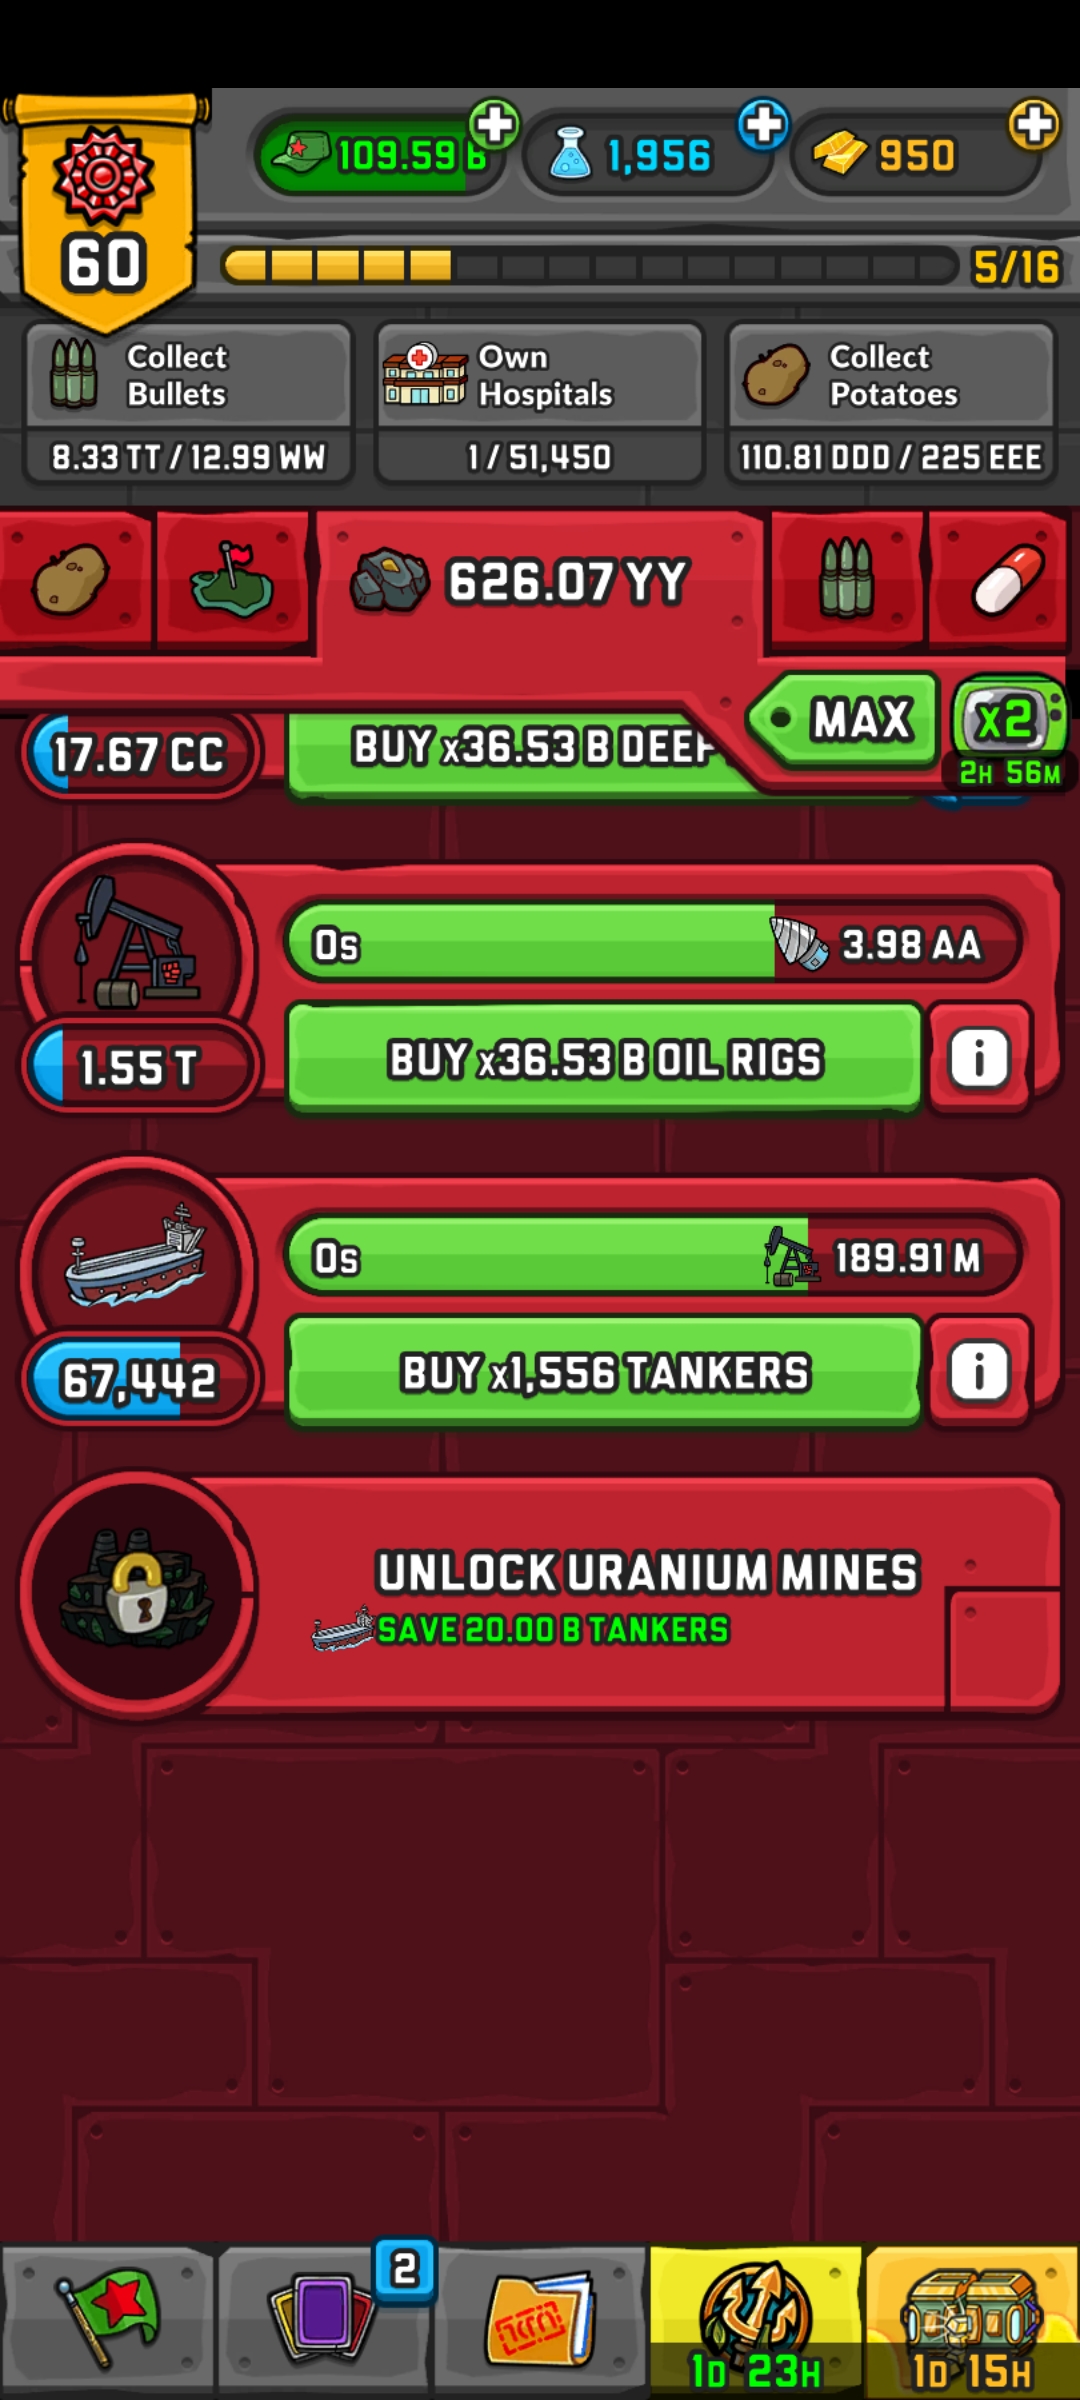 109.59 B
1,956
950
60
5/16
Collect
Bullets
8.33 TT / 12.99 WW
Own
Hospitals
1 / 51,450
Collect
Potatoes
110.81 DDD / 225 EEE
626.07 YY
MAX
x2
2H 56M
17.67 CC
BUY x36.53 B DEEP
0s
3.98 AA
1.55 T
BUY x36.53 B OIL RIGS
i
0s
189.91 M
67,442
BUY x1,556 TANKERS
i
UNLOCK URANIUM MINES
SAVE 20.00 B TANKERS
2
1D 23H
1D 15H